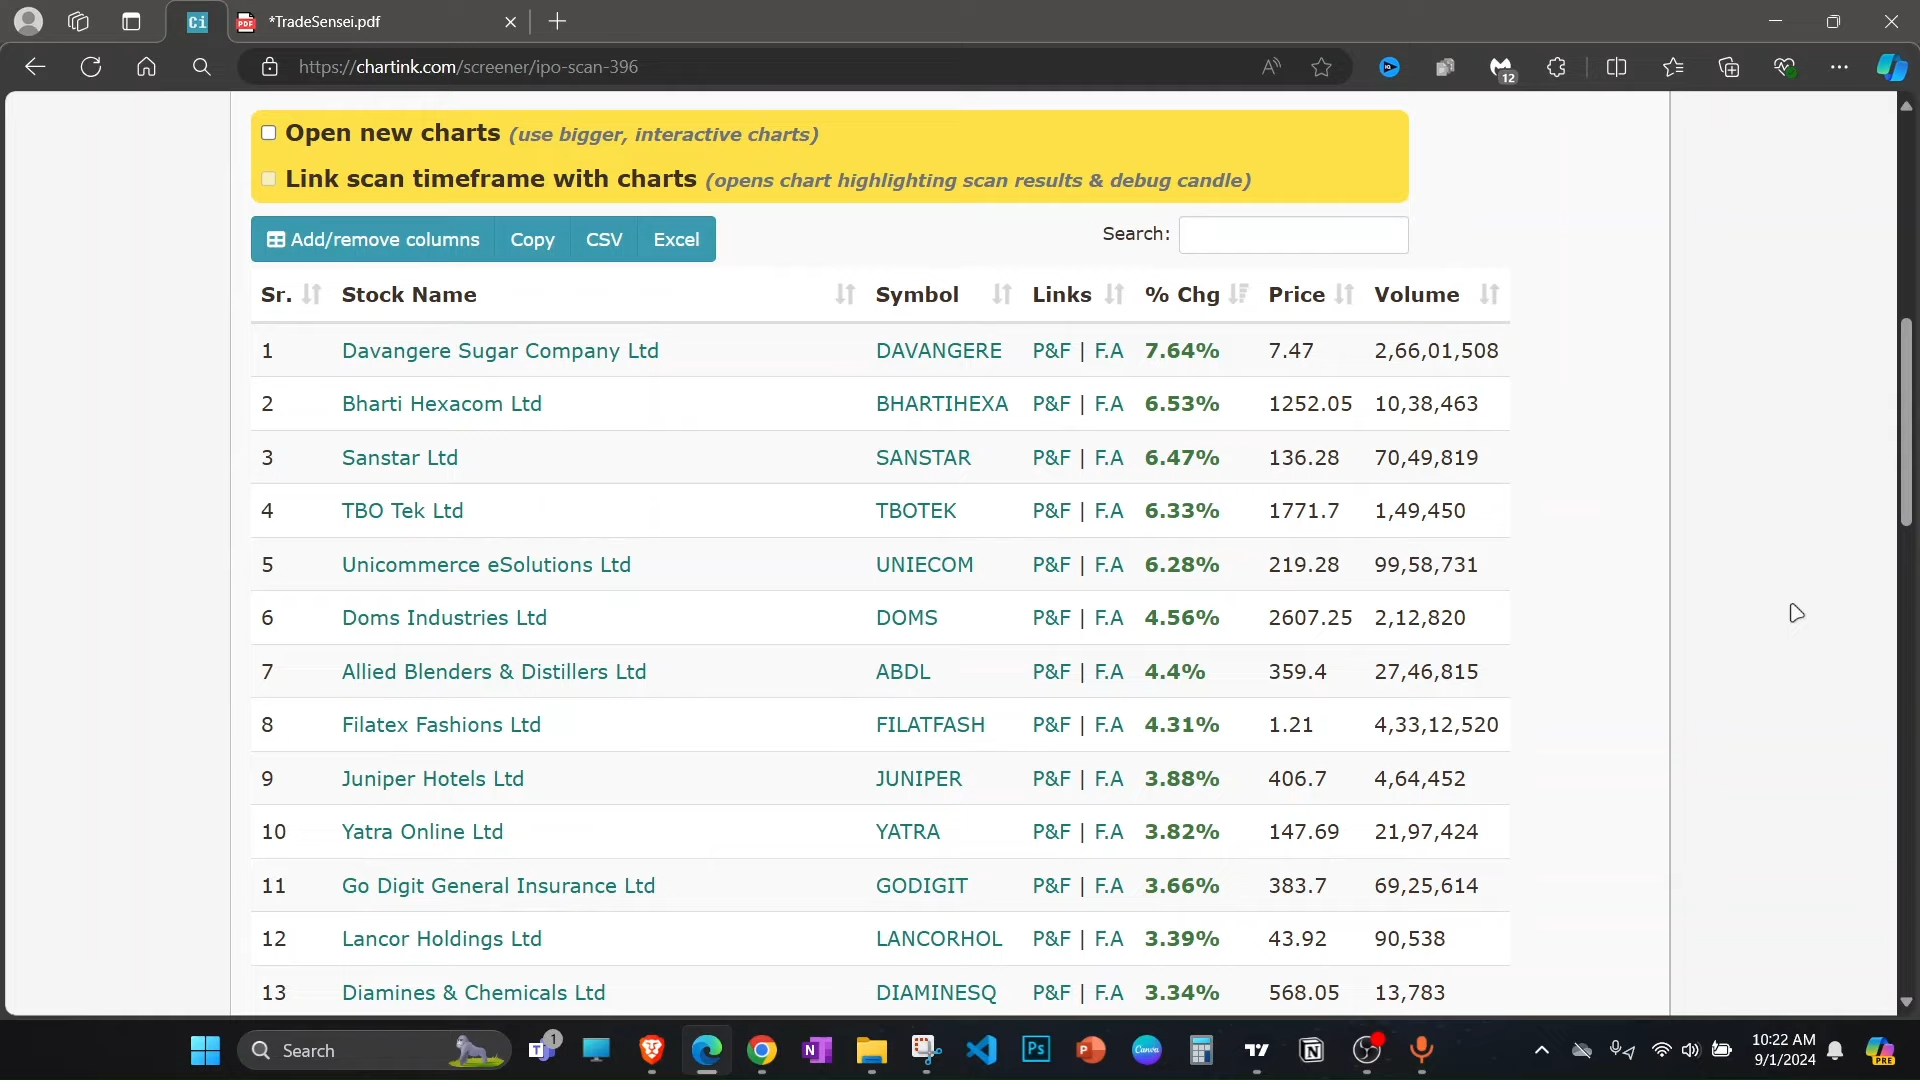 Ci
PDF
*TradeSensei.pdf
https://chartink.com/screener/ipo-scan-396
12
Open new charts (use bigger, interactive charts)
Link scan timeframe with charts (opens chart highlighting scan results & debug candle)
Add/remove columns Copy CSV Excel
Search:
Sr. Stock Name Symbol Links % Chg Price Volume
1 Davangere Sugar Company Ltd DAVANGERE P&F | F.A 7.64% 7.47 2,66,01,508
2 Bharti Hexacom Ltd BHARTIHEXA P&F | F.A 6.53% 1252.05 10,38,463
3 Sanstar Ltd SANSTAR P&F | F.A 6.47% 136.28 70,49,819
4 TBO Tek Ltd TBOTEK P&F | F.A 6.33% 1771.7 1,49,450
5 Unicommerce eSolutions Ltd UNIECOM P&F | F.A 6.28% 219.28 99,58,731
6 Doms Industries Ltd DOMS P&F | F.A 4.56% 2607.25 2,12,820
7 Allied Blenders & Distillers Ltd ABDL P&F | F.A 4.4% 359.4 27,46,815
8 Filatex Fashions Ltd FILATFASH P&F | F.A 4.31% 1.21 4,33,12,520
9 Juniper Hotels Ltd JUNIPER P&F | F.A 3.88% 406.7 4,64,452
10 Yatra Online Ltd YATRA P&F | F.A 3.82% 147.69 21,97,424
11 Go Digit General Insurance Ltd GODIGIT P&F | F.A 3.66% 383.7 69,25,614
12 Lancor Holdings Ltd LANCORHOL P&F | F.A 3.39% 43.92 90,538
13 Diamines & Chemicals Ltd DIAMINESQ P&F | F.A 3.34% 568.05 13,783
Search
1
Ps
Canva
10:22 AM
9/1/2024
PRE